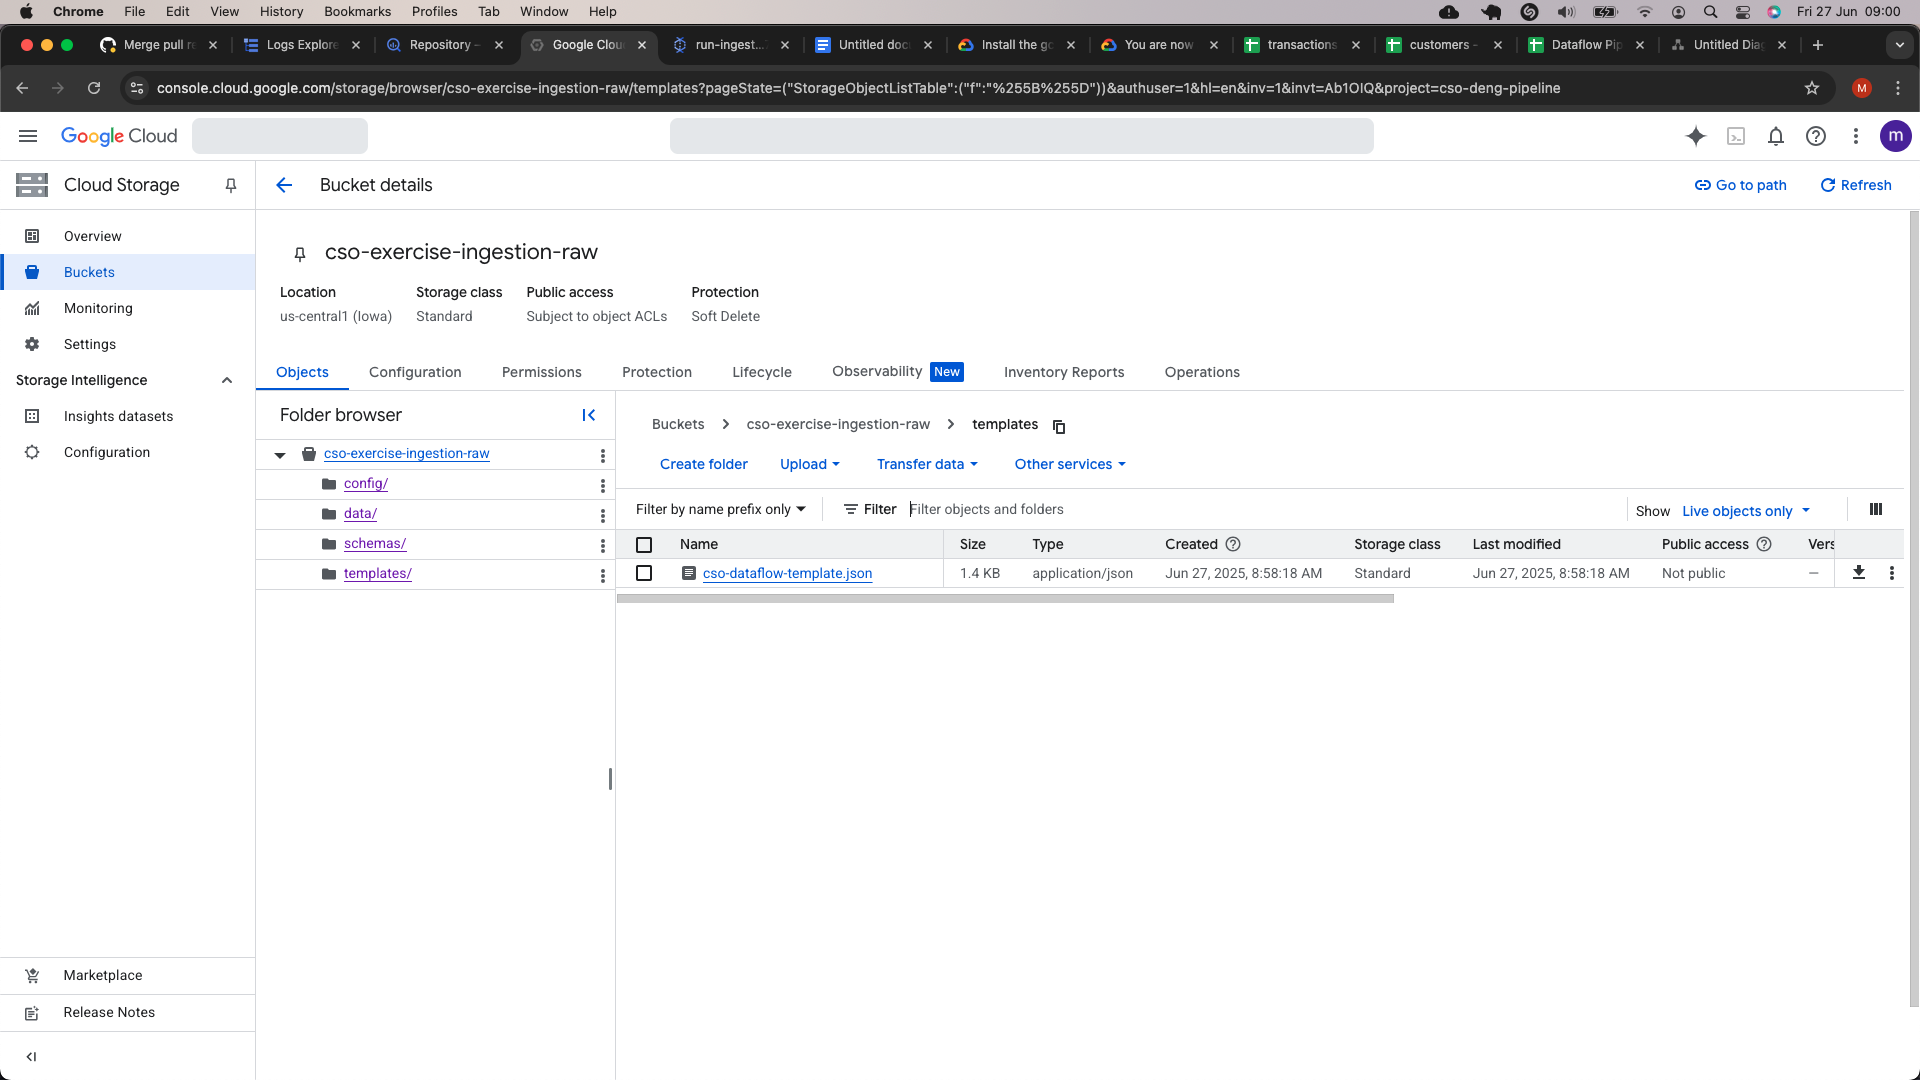 Chrome File Edit View History Bookmarks Profiles Tab Window Help Fri 27 Jun 09:00
Merge pull re Logs Explore Repository – Google Clou run-ingest... Untitled doc Install the gc You are now transactions customers - Dataflow Pip Untitled Diag
console.cloud.google.com/storage/browser/cso-exercise-ingestion-raw/templates?pageState=("StorageObjectListTable":("f":"%255B%255D"))&authuser=1&hl=en&inv=1&invt=Ab1OIQ&project=cso-deng-pipeline M
Google Cloud m
Cloud Storage Bucket details Go to path Refresh
Overview
Buckets
Monitoring
Settings
Storage Intelligence
Insights datasets
Configuration
Marketplace
Release Notes
cso-exercise-ingestion-raw
Location Storage class Public access Protection
us-central1 (Iowa) Standard Subject to object ACLs Soft Delete
Objects Configuration Permissions Protection Lifecycle Observability New Inventory Reports Operations
Folder browser
cso-exercise-ingestion-raw
config/
data/
schemas/
templates/
Buckets cso-exercise-ingestion-raw templates
Create folder Upload Transfer data Other services
Filter by name prefix only Filter Filter objects and folders Show Live objects only
Name Size Type Created Storage class Last modified Public access Vers
cso-dataflow-template.json 1.4 KB application/json Jun 27, 2025, 8:58:18 AM Standard Jun 27, 2025, 8:58:18 AM Not public —